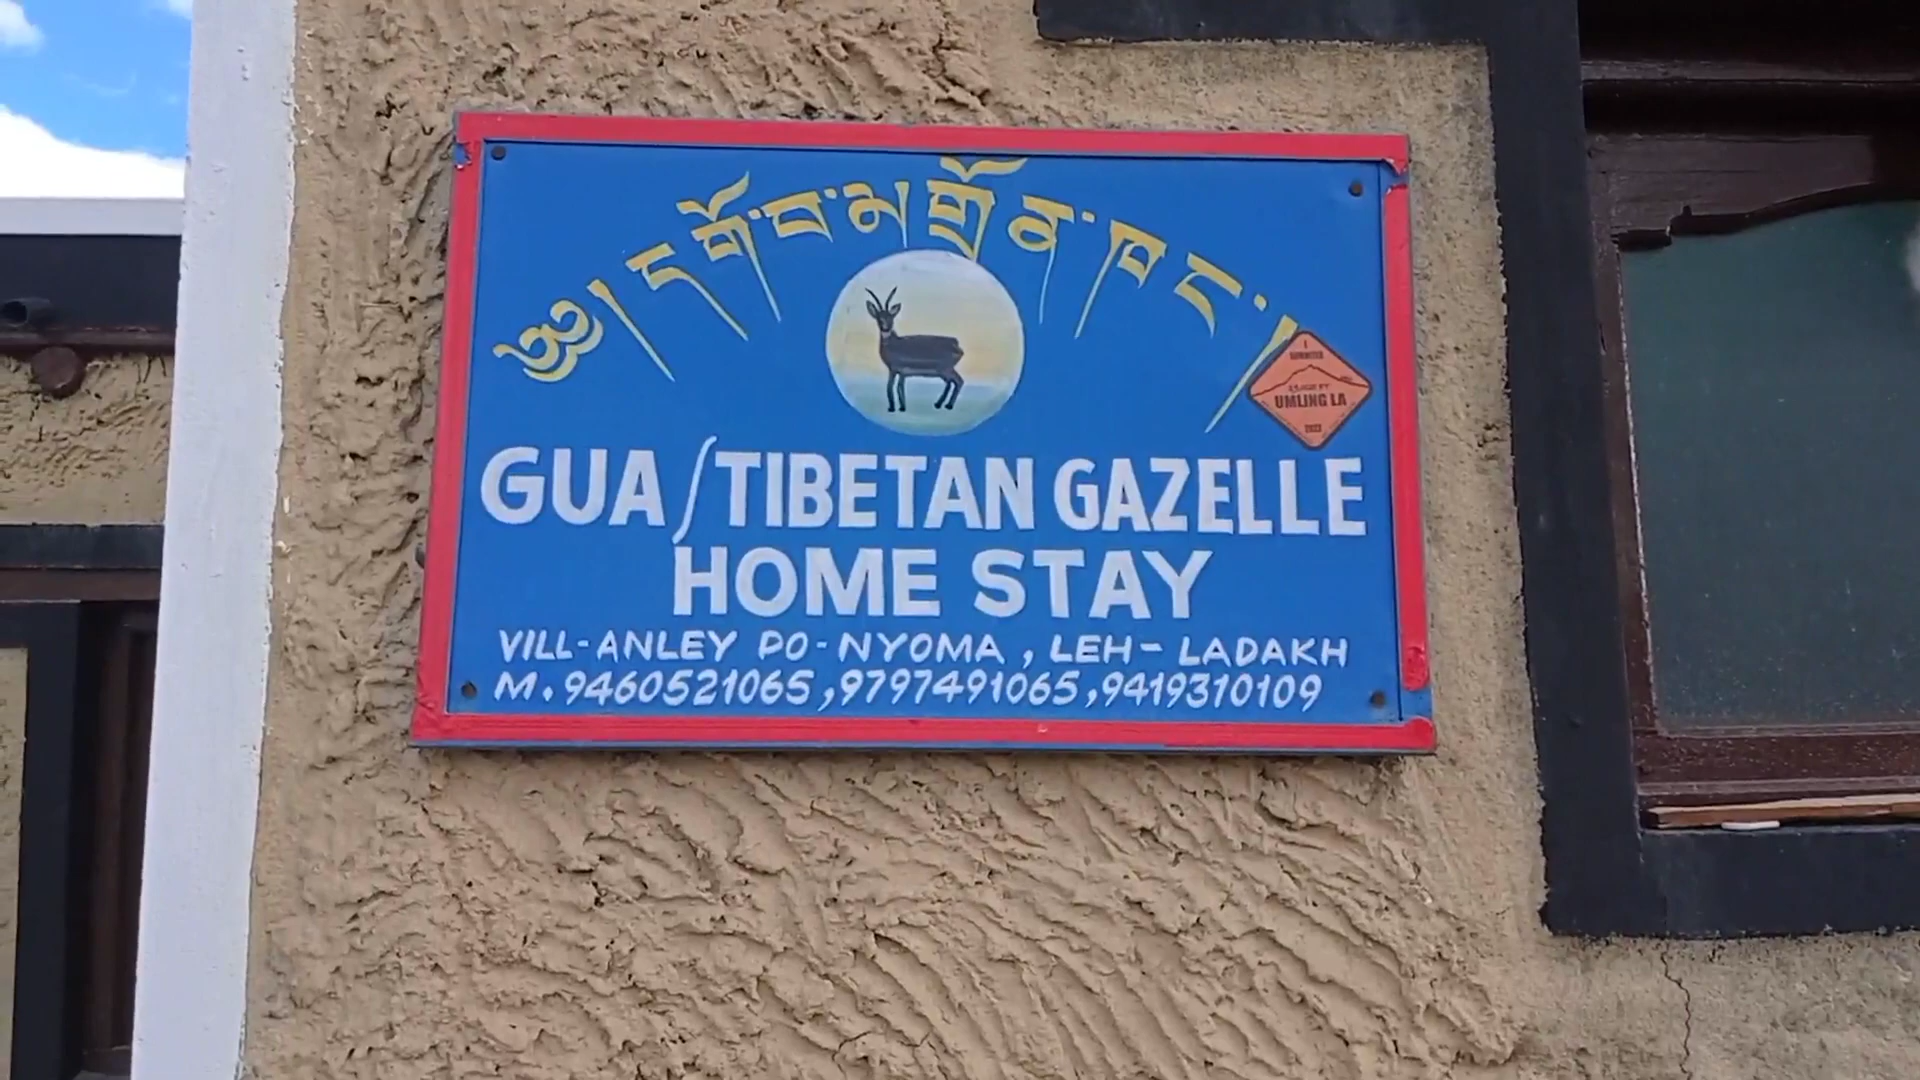 ༄། དགོ་བ་མགྲོན་ཁང་།
GUA/TIBETAN GAZELLE
HOME STAY
VILL-ANLEY PO-NYOMA, LEH-LADAKH
M. 9460521065,9797491065,9419310109
I
UMLING LA